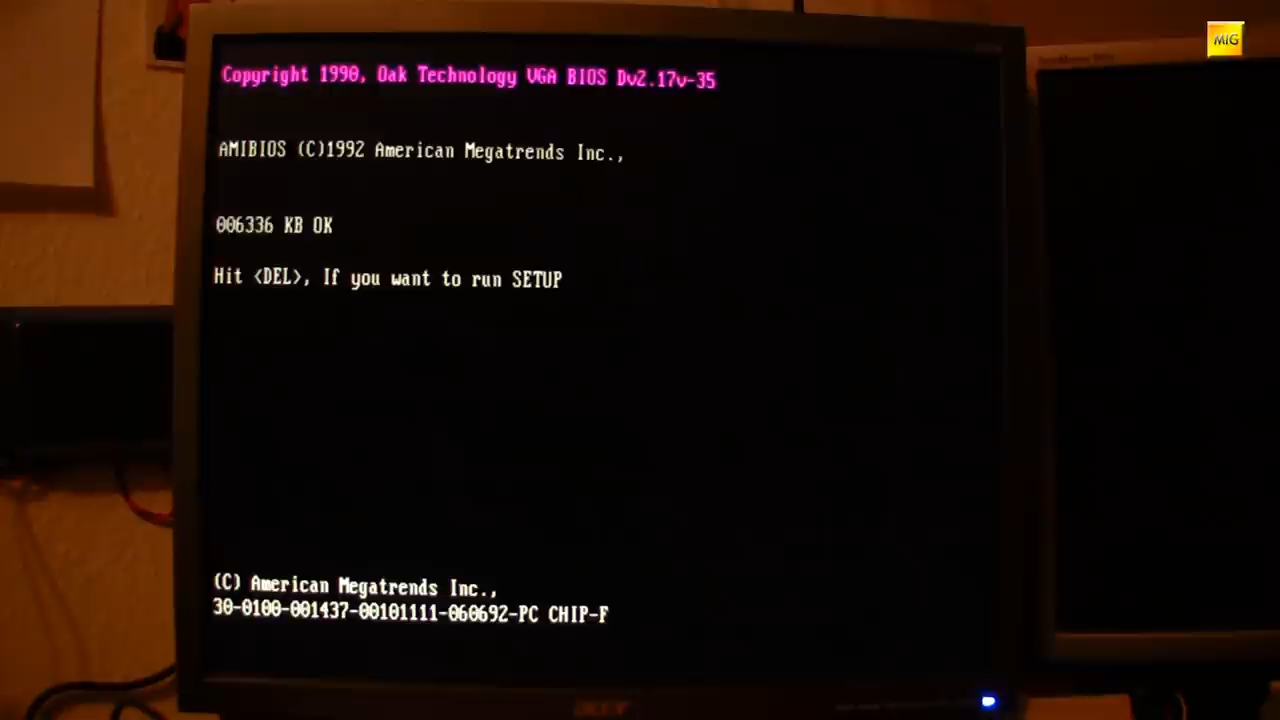 MIG
Copyright 1990, Oak Technology VGA BIOS Dv2.17v-35
AMIBIOS (C)1992 American Megatrends Inc.,
006336 KB OK
Hit <DEL>, If you want to run SETUP
(C) American Megatrends Inc.,
30-0100-001437-00101111-060692-PC CHIP-F